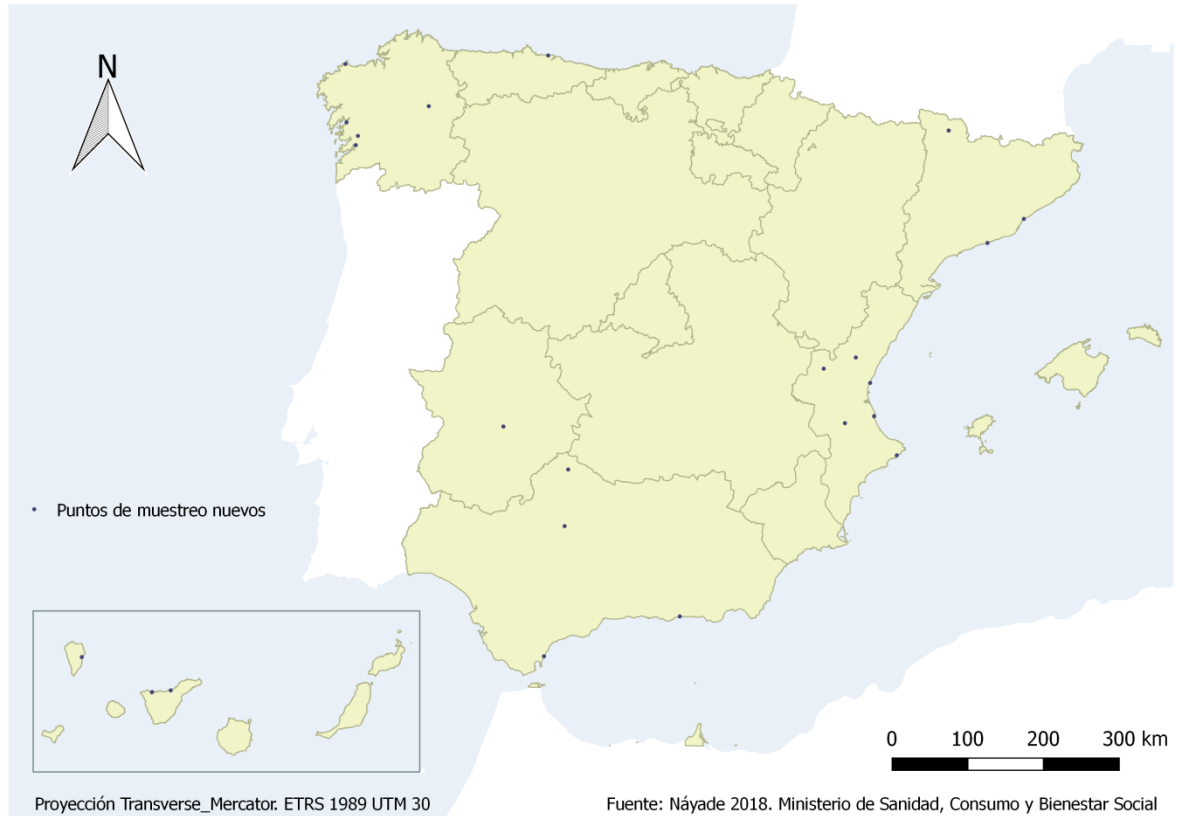 N
Puntos de muestreo nuevos
0 100 200 300 km
Proyección Transverse_Mercator. ETRS 1989 UTM 30
Fuente: Náyade 2018. Ministerio de Sanidad, Consumo y Bienestar Social